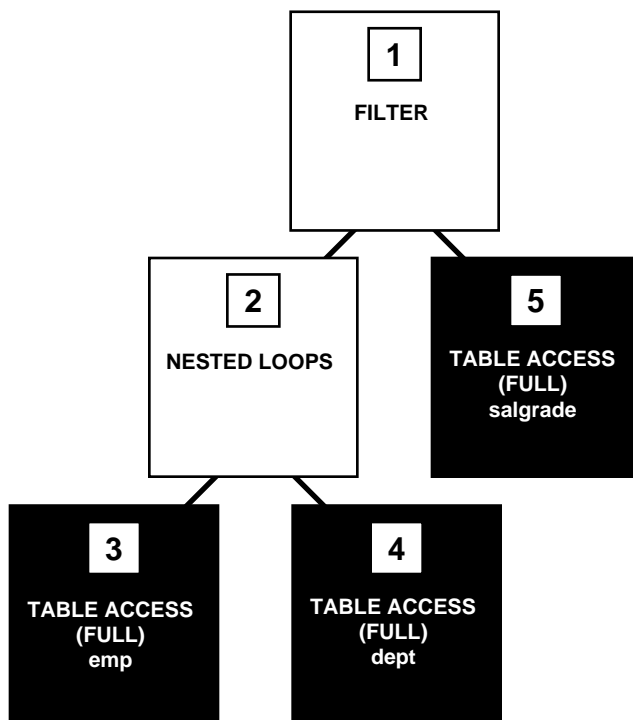 1
FILTER
2
NESTED LOOPS
5
TABLE ACCESS
(FULL)
salgrade
3
TABLE ACCESS
(FULL)
emp
4
TABLE ACCESS
(FULL)
dept